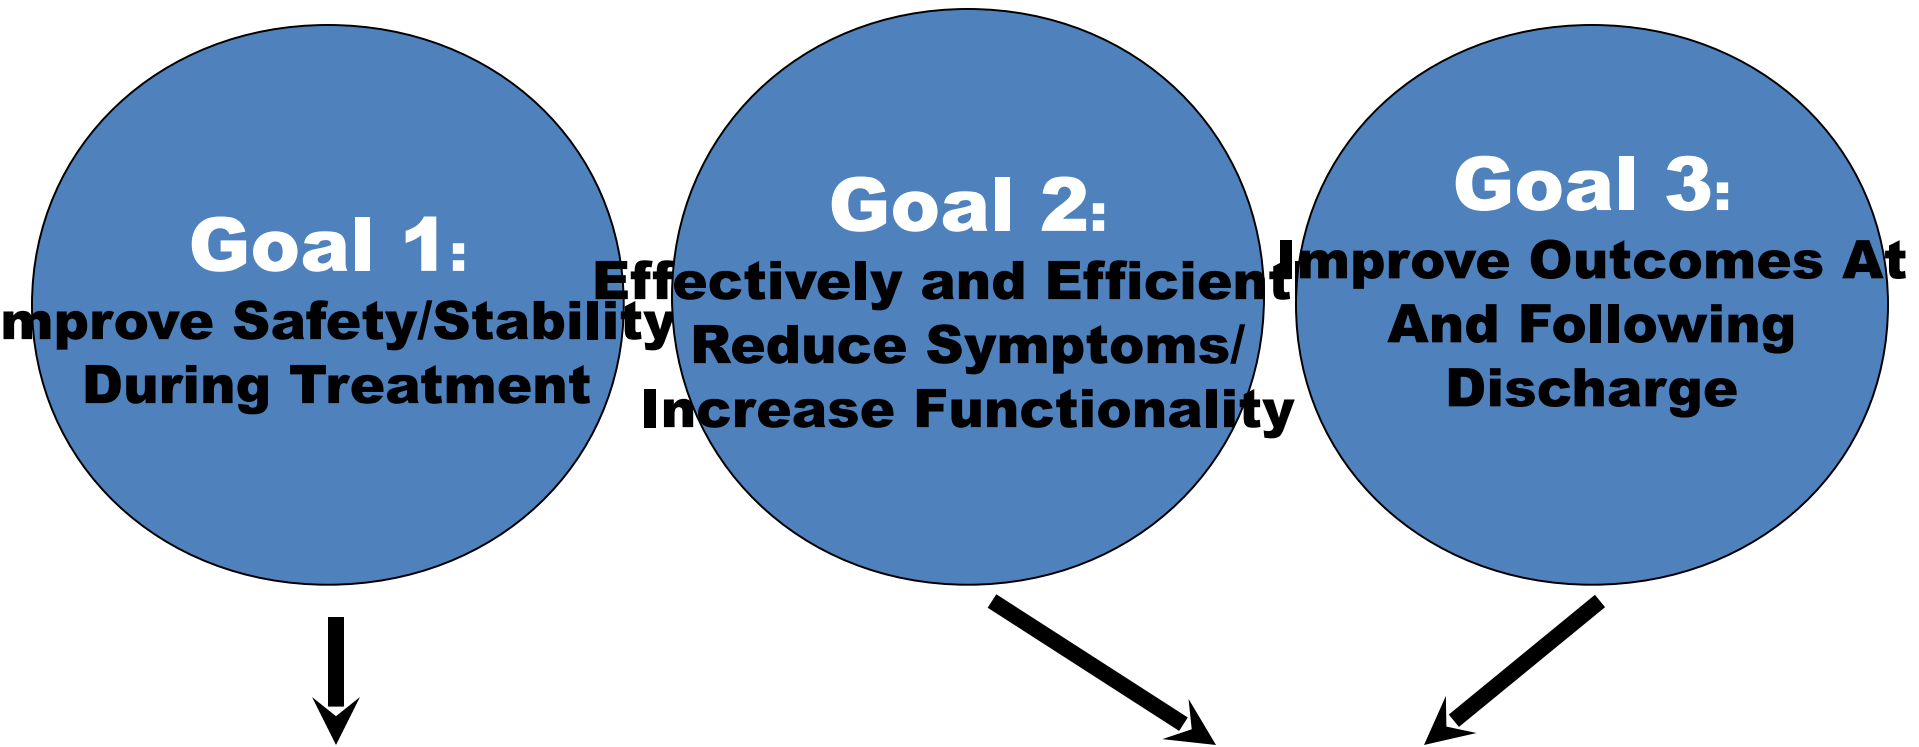 Goal 1:
mprove Safety/Stability
During Treatment
Goal 2:
Effectively and Efficient
Reduce Symptoms/
Increase Functionality
Goal 3:
Improve Outcomes At
And Following
Discharge